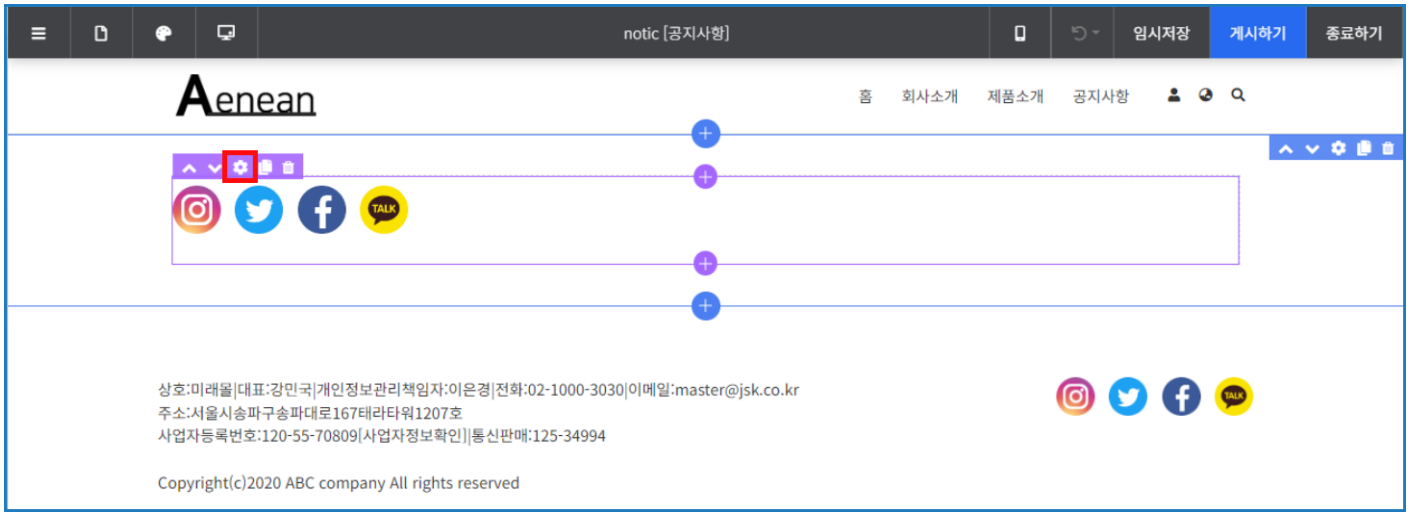 notic [공지사항]
임시저장
게시하기
종료하기
Aenean
홈 회사소개 제품소개 공지사항
TALK
상호:미래몰|대표:강민국|개인정보관리책임자:이은경|전화:02-1000-3030|이메일:master@jsk.co.kr
주소:서울시송파구송파대로167테라타워1207호
사업자등록번호:120-55-70809[사업자정보확인]|통신판매:125-34994
TALK
Copyright(c)2020 ABC company All rights reserved